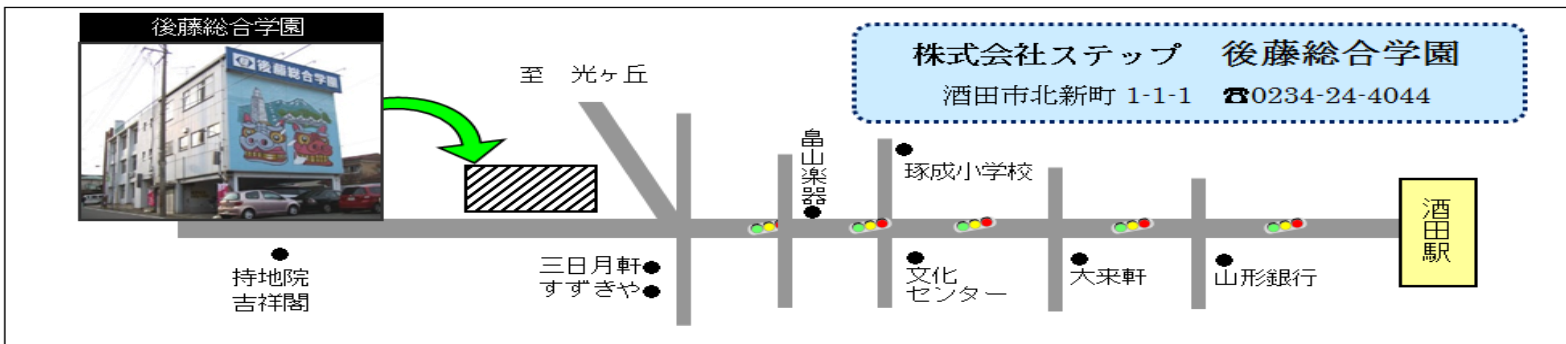 後藤総合学園
後藤総合学園
至 光ヶ丘
株式会社ステップ 後藤総合学園
酒田市北新町 1-1-1 ☎0234-24-4044
畠山楽器
琢成小学校
酒田駅
持地院
吉祥閣
三日月軒
すずきや
文化
センター
大来軒
山形銀行